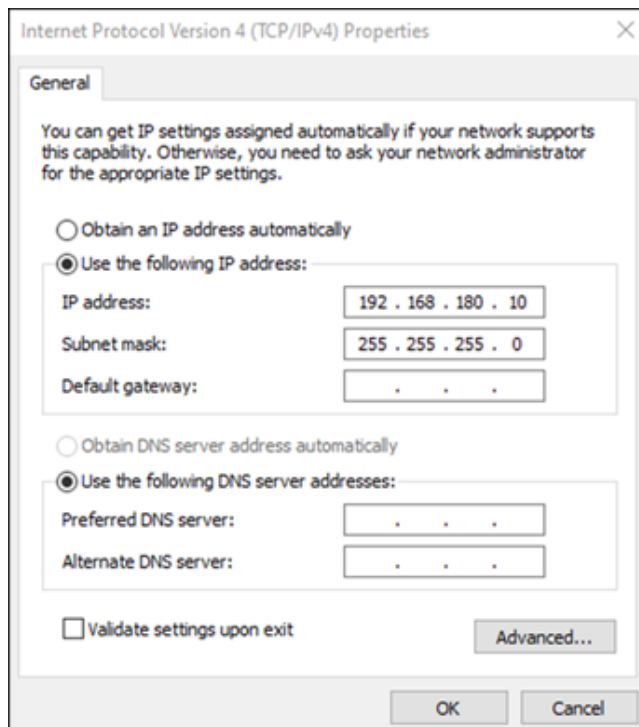 Internet Protocol Version 4 (TCP/IPv4) Properties
General
You can get IP settings assigned automatically if your network supports
this capability. Otherwise, you need to ask your network administrator
for the appropriate IP settings.
Obtain an IP address automatically
Use the following IP address:
IP address: 192 . 168 . 180 . 10
Subnet mask: 255 . 255 . 255 . 0
Default gateway: . . .
Obtain DNS server address automatically
Use the following DNS server addresses:
Preferred DNS server: . . .
Alternate DNS server: . . .
Validate settings upon exit
Advanced...
OK Cancel